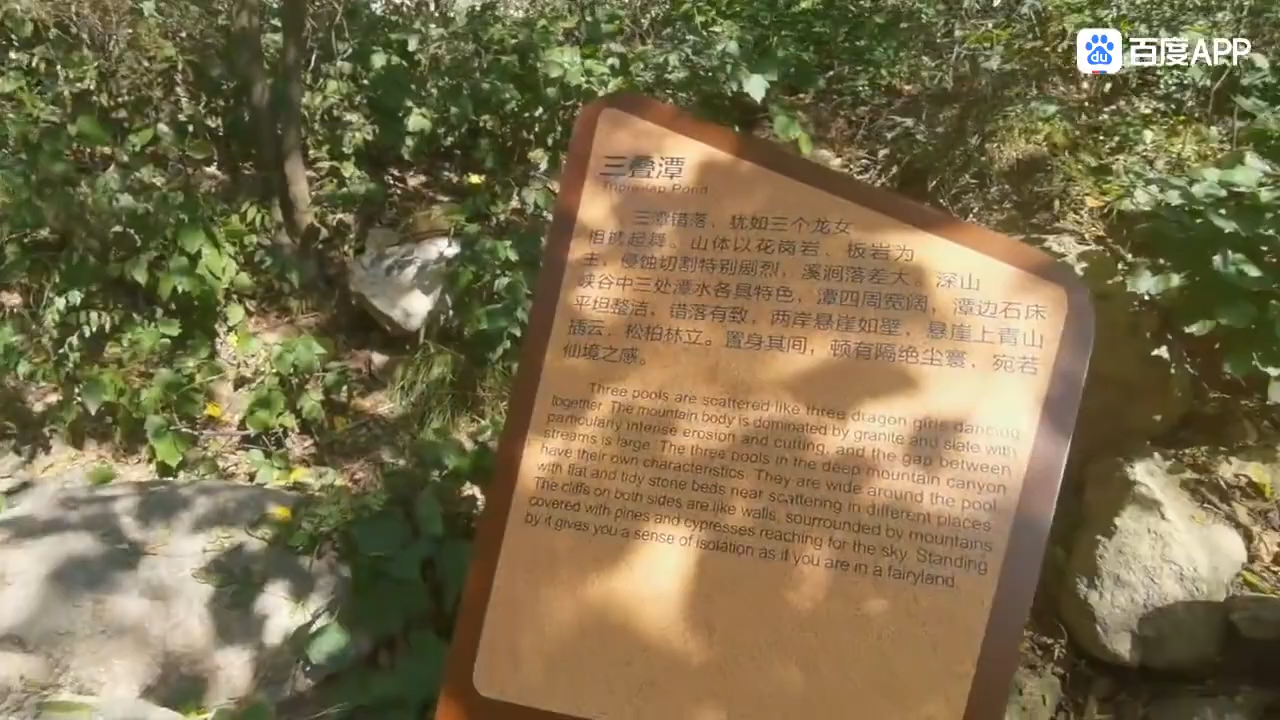 du 百度APP
三叠潭
Triple-lap Pond
三潭错落、犹如三个龙女
相携起舞。山体以花岗岩、板岩为
主，侵蚀切割特别剧烈，溪涧落差大。深山
峡谷中三处潭水各具特色，潭四周宽阔，潭边石床
平坦整洁、错落有致，两岸悬崖如壁，悬崖上青山
插云、松柏林立。置身其间，顿有隔绝尘寰、宛若
仙境之感。
Three pools are scattered like three dragon girls dancing
together. The mountain body is dominated by granite and slate with
particularly intense erosion and cutting, and the gap between
streams is large. The three pools in the deep mountain canyon
have their own characteristics. They are wide around the pool
with flat and tidy stone beds near scattering in different places.
The cliffs on both sides are like walls, sourrounded by mountains
covered with pines and cypresses reaching for the sky. Standing
by it gives you a sense of isolation as if you are in a fairyland.